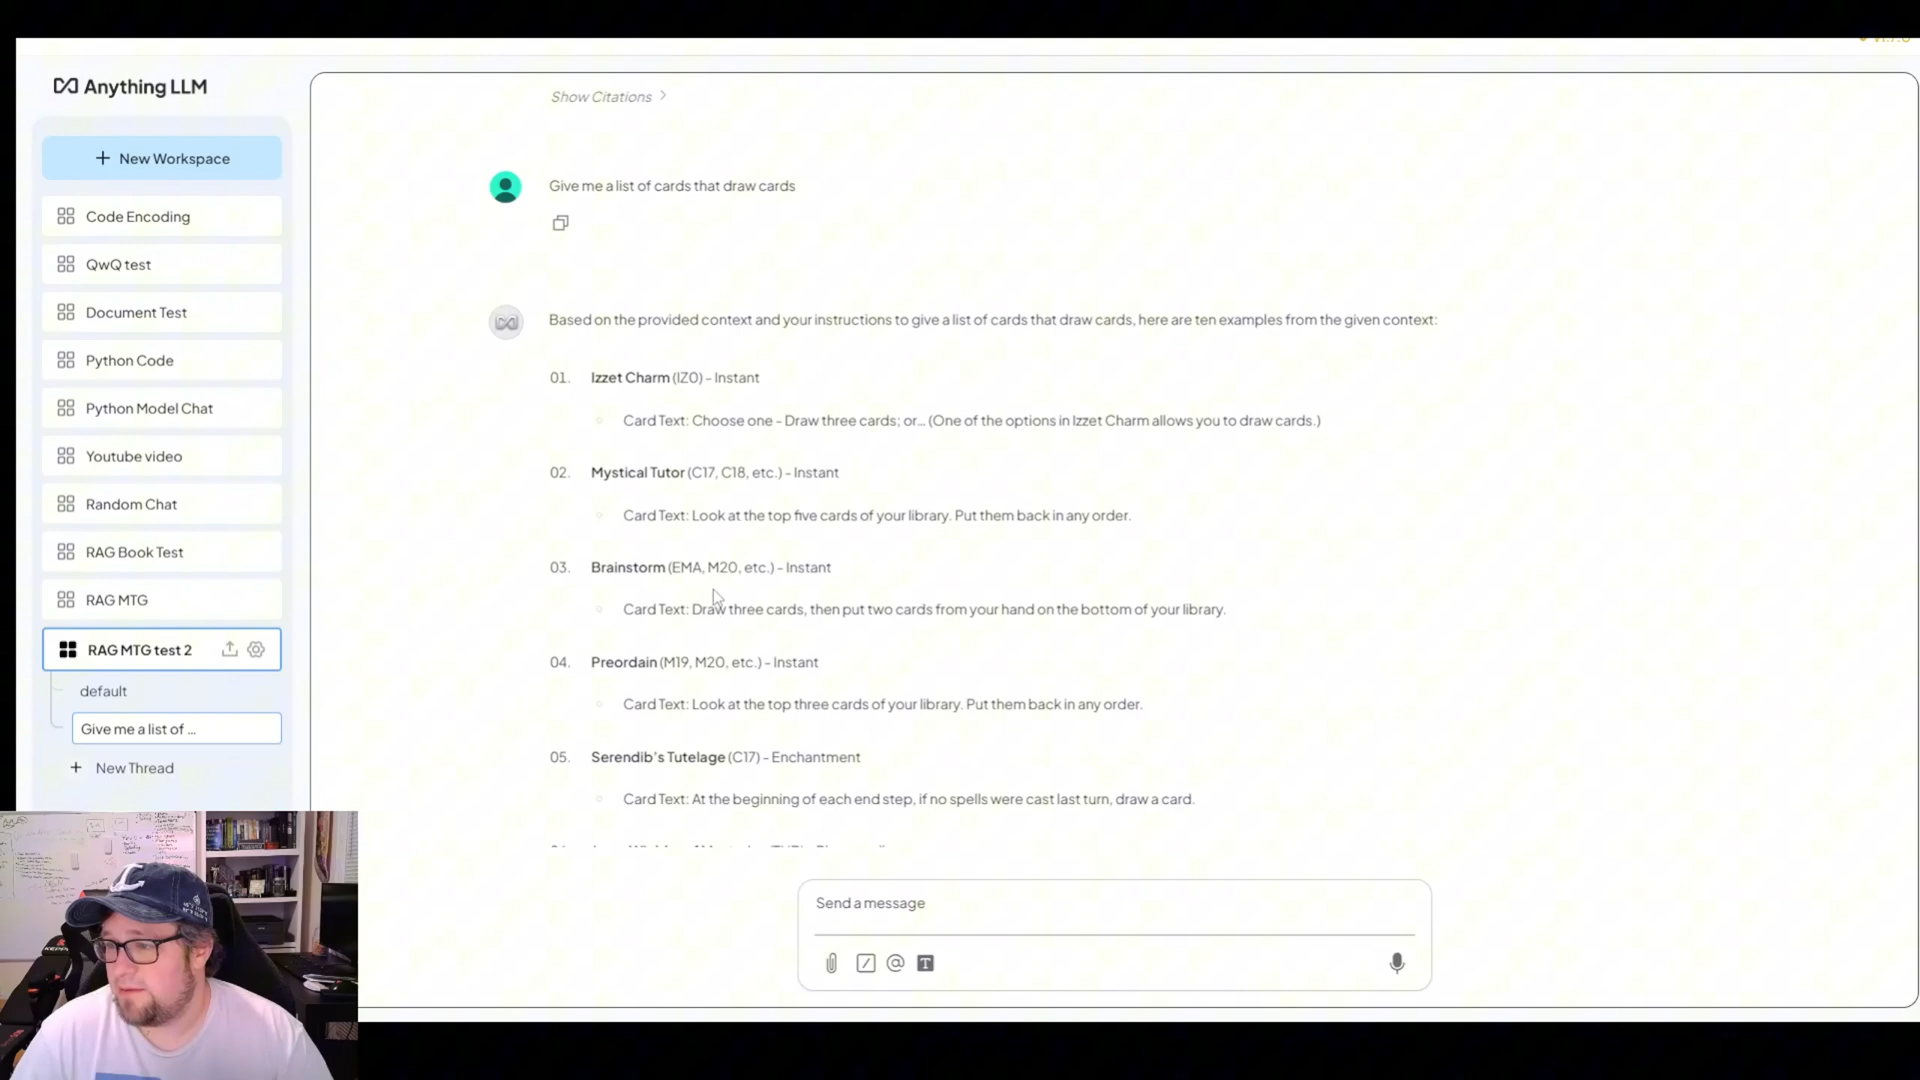 Anything LLM
New Workspace
Code Encoding
QwQ test
Document Test
Python Code
Python Model Chat
Youtube video
Random Chat
RAG Book Test
RAG MTG
RAG MTG test 2
default
Give me a list of ...
New Thread
Show Citations
Give me a list of cards that draw cards
Based on the provided context and your instructions to give a list of cards that draw cards, here are ten examples from the given context:
01. Izzet Charm (IZ0) - Instant
Card Text: Choose one - Draw three cards; or... (One of the options in Izzet Charm allows you to draw cards.)
02. Mystical Tutor (C17, C18, etc.) - Instant
Card Text: Look at the top five cards of your library. Put them back in any order.
03. Brainstorm (EMA, M20, etc.) - Instant
Card Text: Draw three cards, then put two cards from your hand on the bottom of your library.
04. Preordain (M19, M20, etc.) - Instant
Card Text: Look at the top three cards of your library. Put them back in any order.
05. Serendib's Tutelage (C17) - Enchantment
Card Text: At the beginning of each end step, if no spells were cast last turn, draw a card.
Send a message